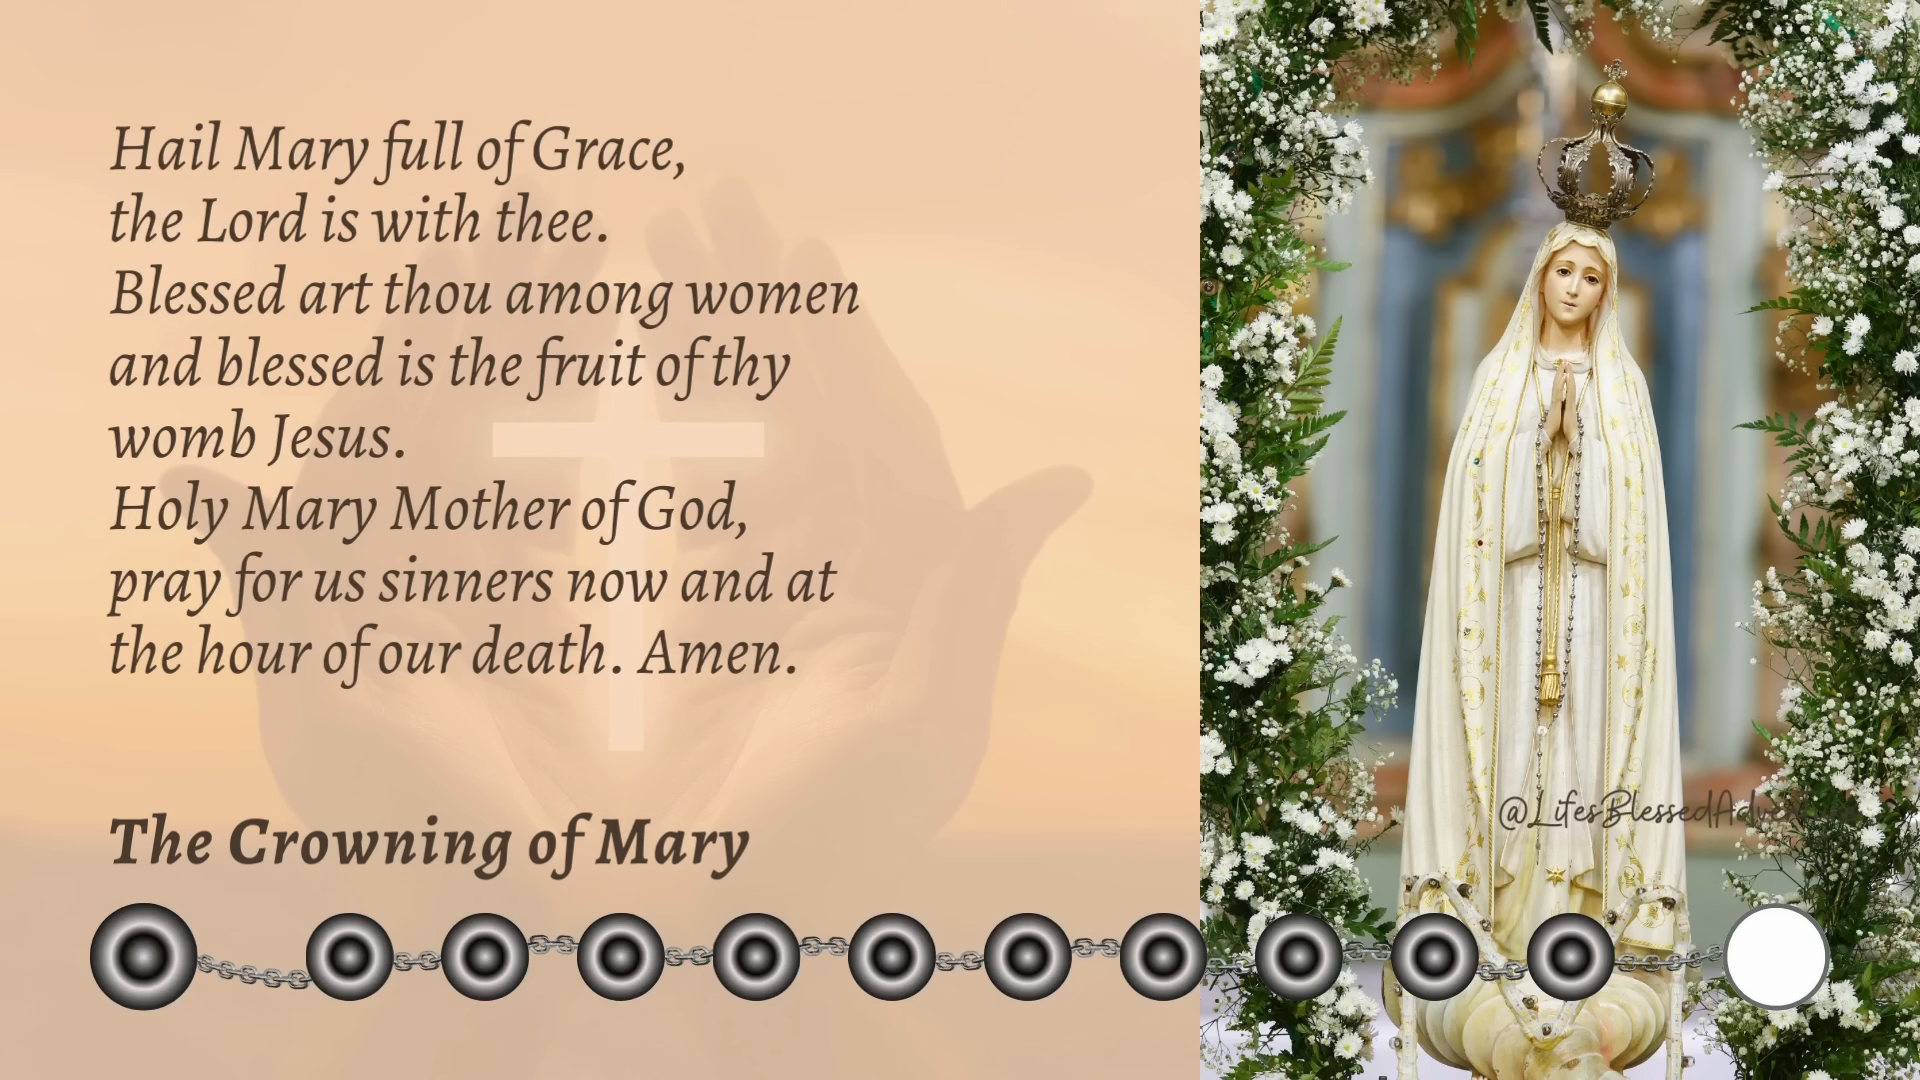 Hail Mary full of Grace,
the Lord is with thee.
Blessed art thou among women
and blessed is the fruit of thy
womb Jesus.
Holy Mary Mother of God,
pray for us sinners now and at
the hour of our death. Amen.
The Crowning of Mary